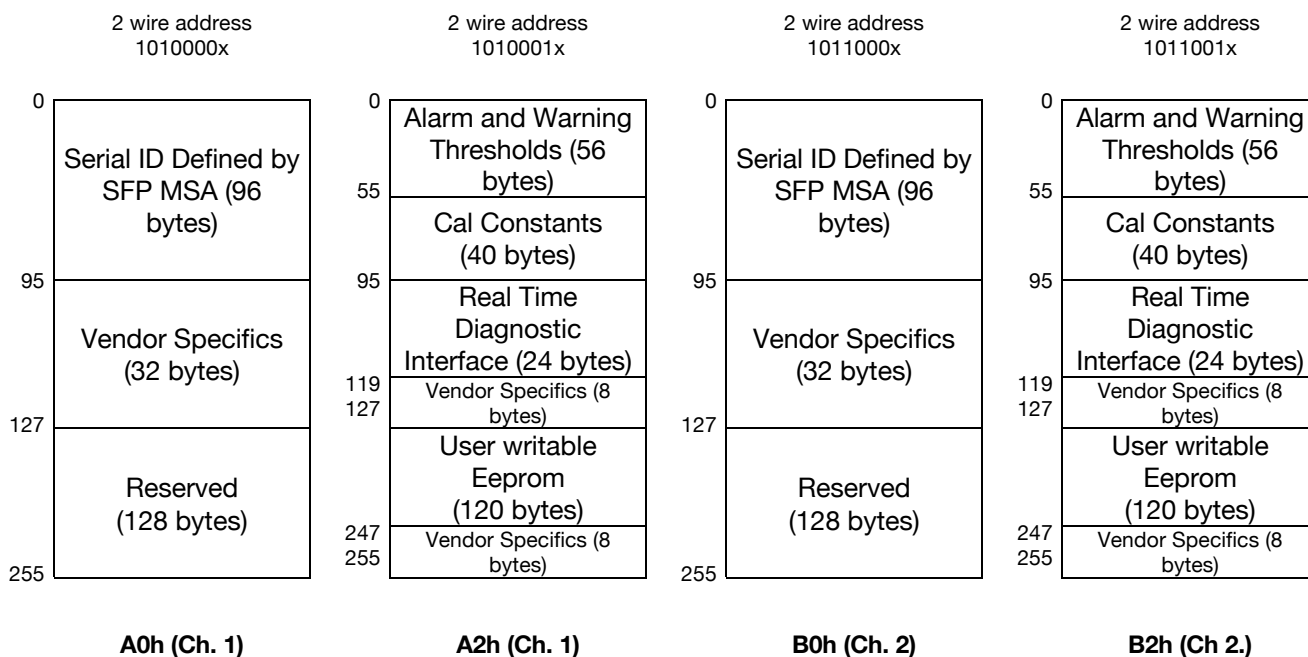 2 wire address
1010000x
0
Serial ID Defined by
SFP MSA (96
bytes)
95
Vendor Specifics
(32 bytes)
127
Reserved
(128 bytes)
255
A0h (Ch. 1)
2 wire address
1010001x
0
Alarm and Warning
Thresholds (56
bytes)
55
Cal Constants
(40 bytes)
95
Real Time
Diagnostic
Interface (24 bytes)
119
Vendor Specifics (8
127
bytes)
User writable
Eeprom
(120 bytes)
247
Vendor Specifics (8
255
bytes)
A2h (Ch. 1)
2 wire address
1011000x
0
Serial ID Defined by
SFP MSA (96
bytes)
95
Vendor Specifics
(32 bytes)
127
Reserved
(128 bytes)
255
B0h (Ch. 2)
2 wire address
1011001x
0
Alarm and Warning
Thresholds (56
bytes)
55
Cal Constants
(40 bytes)
95
Real Time
Diagnostic
Interface (24 bytes)
119
Vendor Specifics (8
127
bytes)
User writable
Eeprom
(120 bytes)
247
Vendor Specifics (8
255
bytes)
B2h (Ch 2.)